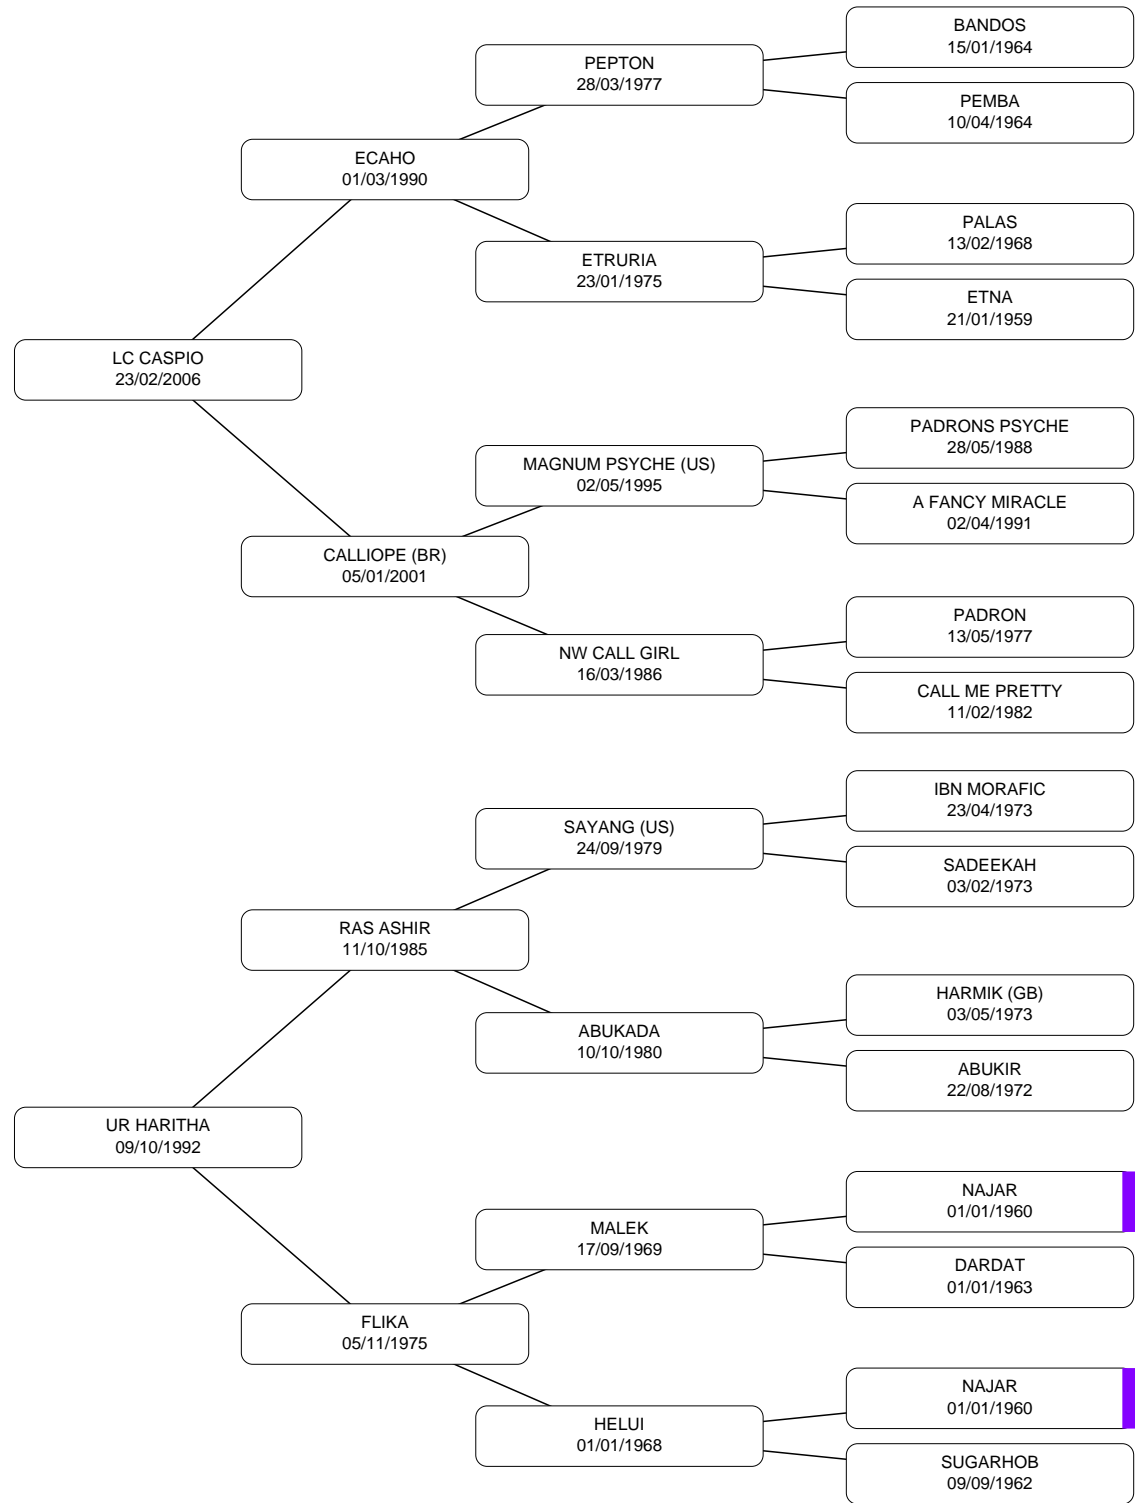 BANDOS
15/01/1964
PEPTON
28/03/1977
PEMBA
10/04/1964
ECAHO
01/03/1990
PALAS
13/02/1968
ETRURIA
23/01/1975
ETNA
21/01/1959
LC CASPIO
23/02/2006
PADRONS PSYCHE
28/05/1988
MAGNUM PSYCHE (US)
02/05/1995
A FANCY MIRACLE
02/04/1991
CALLIOPE (BR)
05/01/2001
PADRON
13/05/1977
NW CALL GIRL
16/03/1986
CALL ME PRETTY
11/02/1982
IBN MORAFIC
23/04/1973
SAYANG (US)
24/09/1979
SADEEKAH
03/02/1973
RAS ASHIR
11/10/1985
HARMIK (GB)
03/05/1973
ABUKADA
10/10/1980
ABUKIR
22/08/1972
UR HARITHA
09/10/1992
NAJAR
01/01/1960
MALEK
17/09/1969
DARDAT
01/01/1963
FLIKA
05/11/1975
NAJAR
01/01/1960
HELUI
01/01/1968
SUGARHOB
09/09/1962